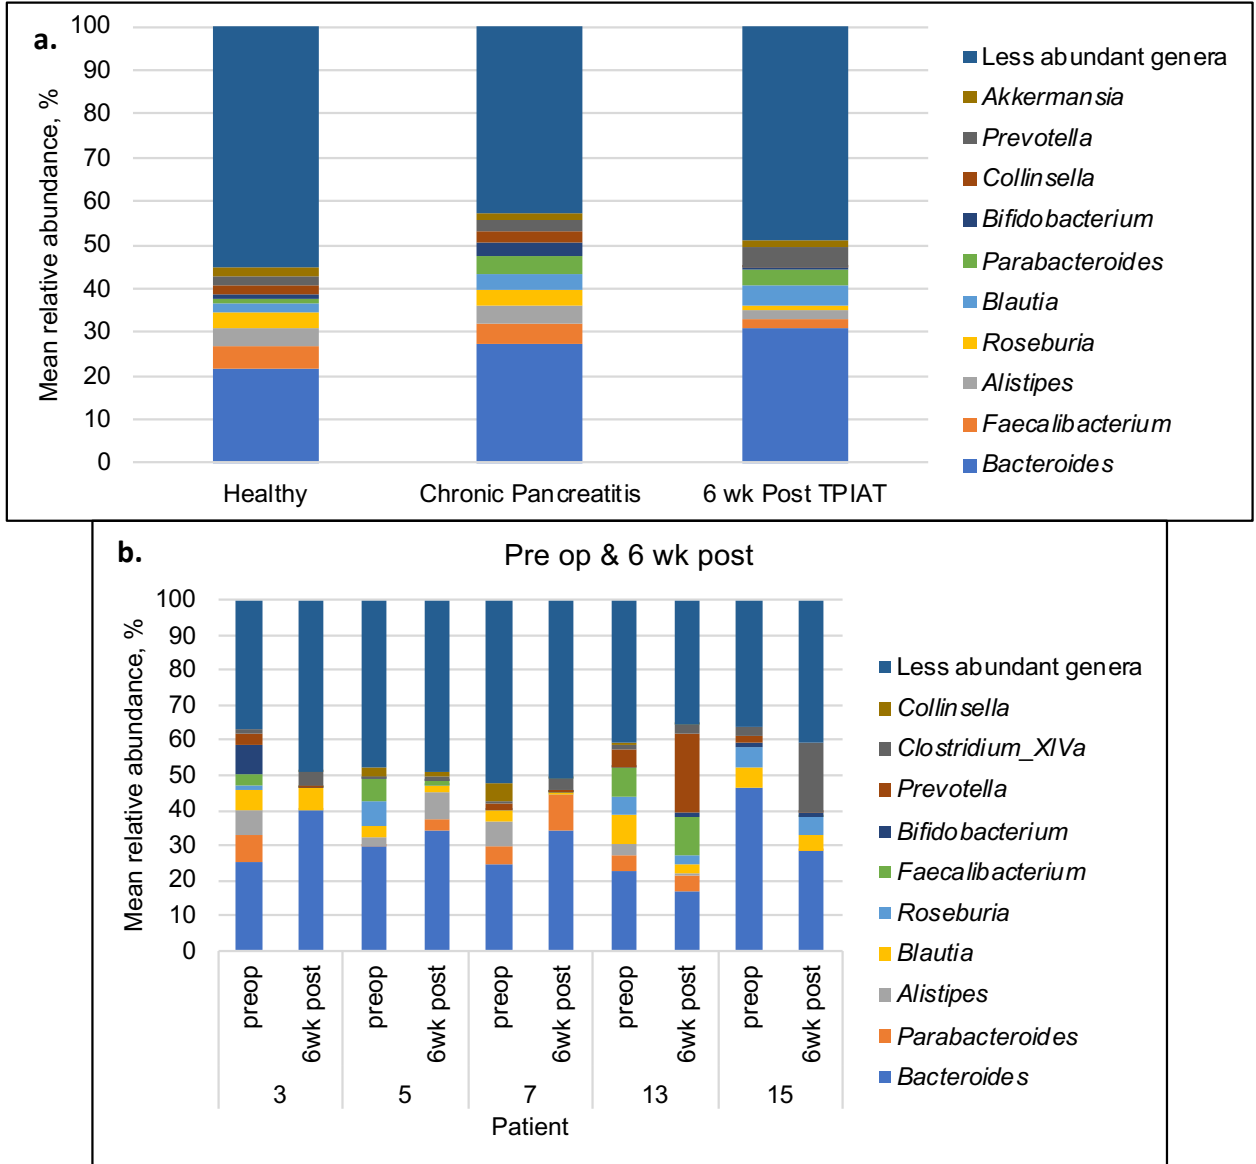 a.
Mean relative abundance, %
100
90
80
70
60
50
40
30
20
10
0
Healthy
Chronic Pancreatitis
6 wk Post TPIAT
Less abundant genera
Akkermansia
Prevotella
Collinsella
Bifidobacterium
Parabacteroides
Blautia
Roseburia
Alistipes
Faecalibacterium
Bacteroides
b.
Pre op & 6 wk post
Mean relative abundance, %
100
90
80
70
60
50
40
30
20
10
0
preop
6wk post
preop
6wk post
preop
6wk post
preop
6wk post
preop
6wk post
3
5
7
13
15
Patient
Less abundant genera
Collinsella
Clostridium_XIVa
Prevotella
Bifidobacterium
Faecalibacterium
Roseburia
Blautia
Alistipes
Parabacteroides
Bacteroides